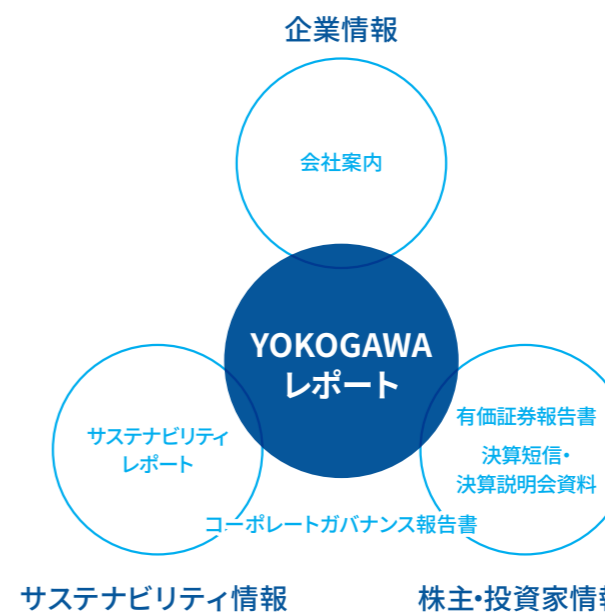 企業情報
会社案内
YOKOGAWA
レポート
サステナビリティ
レポート
有価証券報告書
決算短信・
決算説明会資料
コーポレートガバナンス報告書
サステナビリティ情報
株主・投資家情報